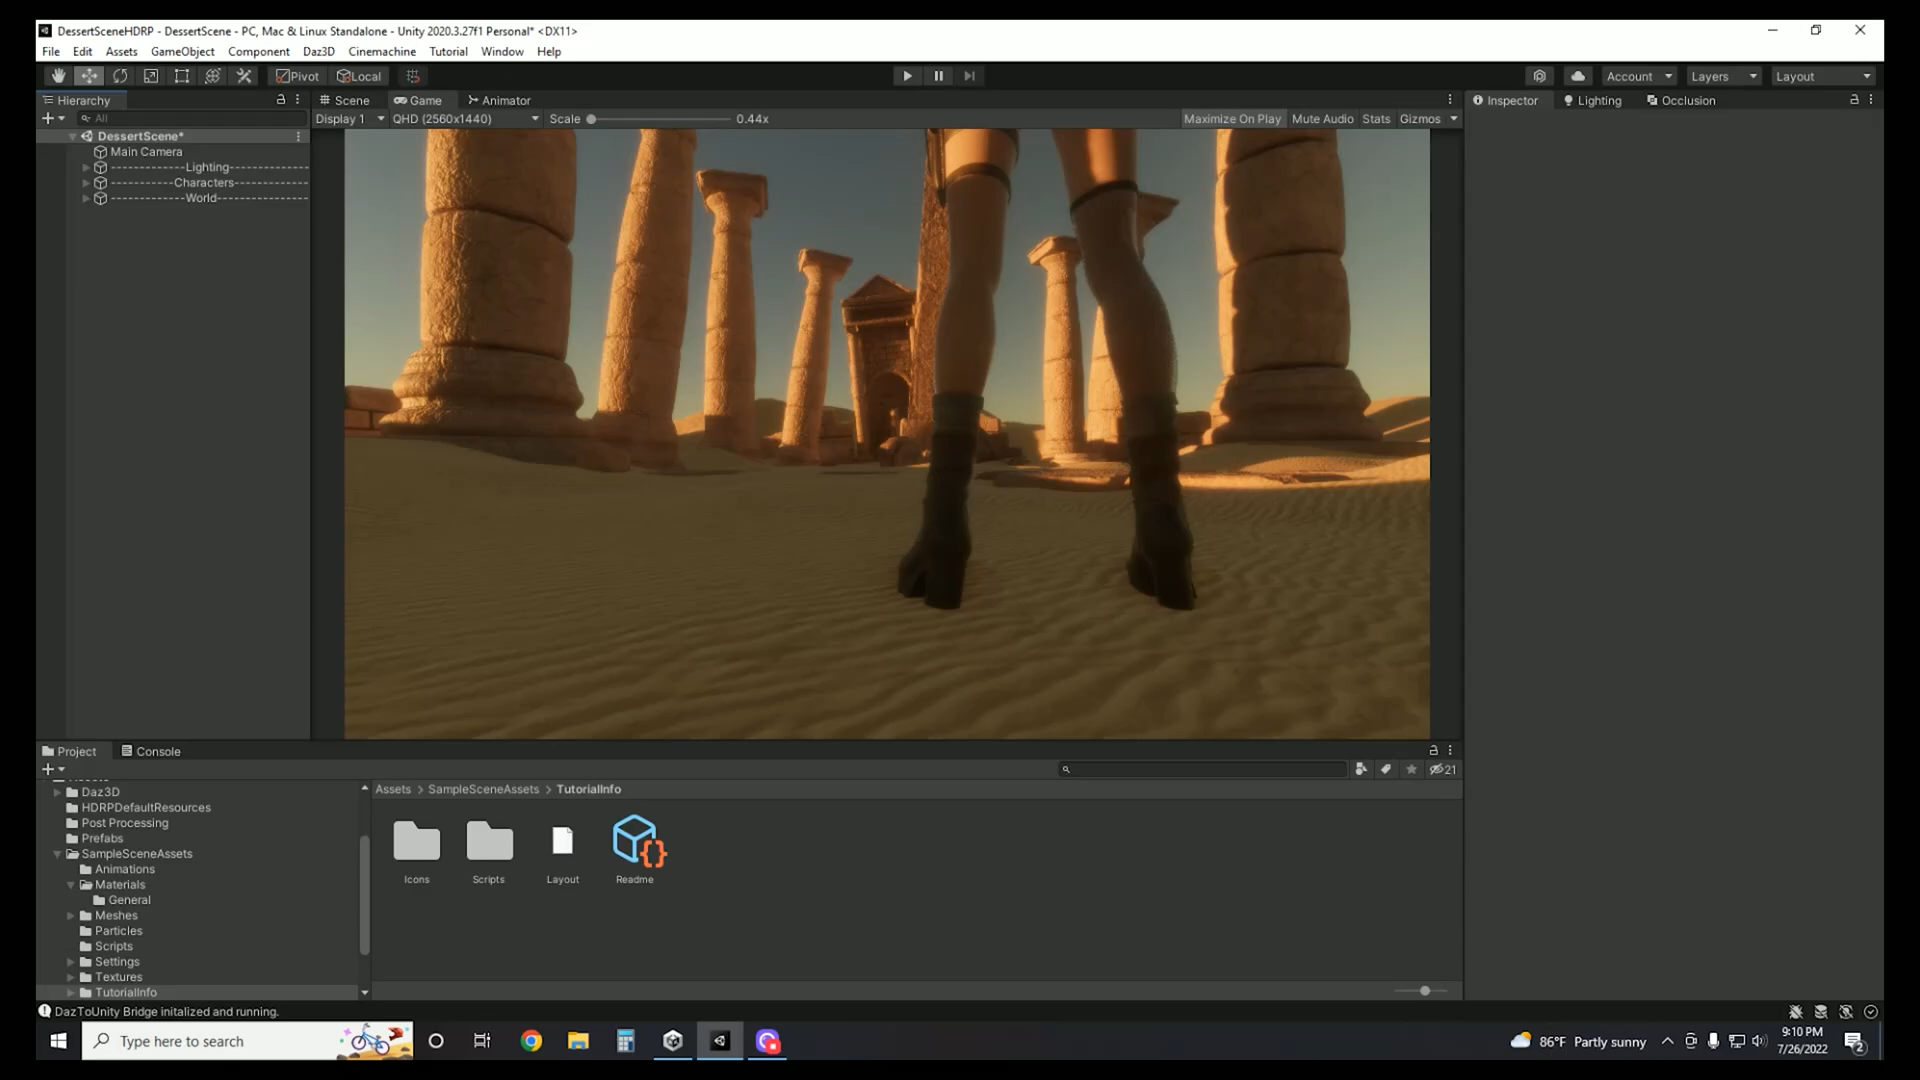 DessertSceneHDRP - DessertScene - PC, Mac & Linux Standalone - Unity 2020.3.27f1 Personal* <DX11>
File Edit Assets GameObject Component Daz3D Cinemachine Tutorial Window Help
Pivot Local Account Layers Layout
Hierarchy Scene Game Animator Inspector Lighting Occlusion
All Display 1 QHD (2560x1440) Scale 0.44x Maximize On Play Mute Audio Stats Gizmos
DessertScene*
Main Camera
------------Lighting-------------
----------Characters------------
------------World---------------
Project Console
21
Daz3D
HDRPDefaultResources
Post Processing
Prefabs
SampleSceneAssets
Animations
Materials
General
Meshes
Particles
Scripts
Settings
Textures
TutorialInfo
Assets > SampleSceneAssets > TutorialInfo
Icons Scripts Layout Readme
DazToUnity Bridge initalized and running.
Type here to search
86°F Partly sunny
9:10 PM
7/26/2022
2